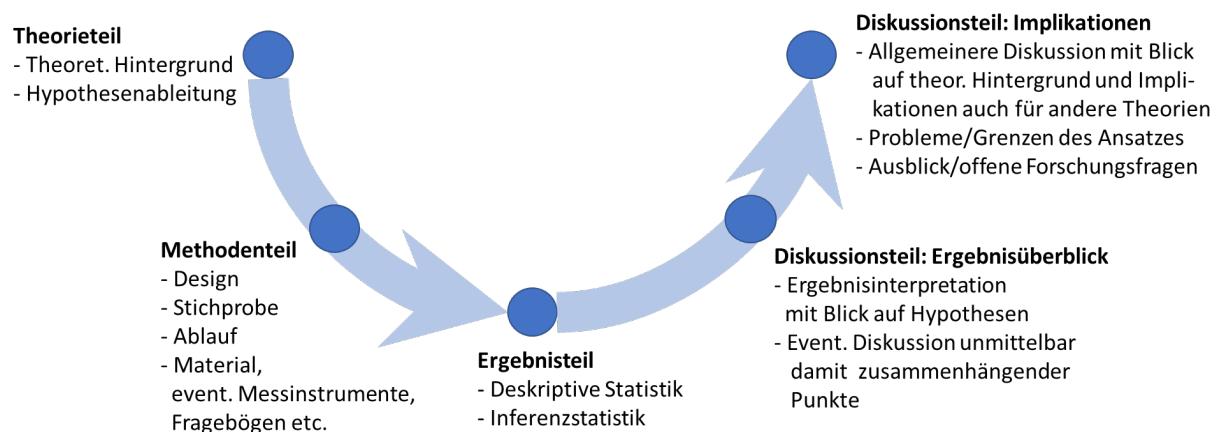 Theorieteil
- Theoret. Hintergrund
- Hypothesenableitung
Methodenteil
- Design
- Stichprobe
- Ablauf
- Material,
event. Messinstrumente,
Fragebögen etc.
Ergebnisteil
- Deskriptive Statistik
- Inferenzstatistik
Diskussionsteil: Ergebnisüberblick
- Ergebnisinterpretation
mit Blick auf Hypothesen
- Event. Diskussion unmittelbar
damit zusammenhängender
Punkte
Diskussionsteil: Implikationen
- Allgemeinere Diskussion mit Blick
auf theor. Hintergrund und Impli-
kationen auch für andere Theorien
- Probleme/Grenzen des Ansatzes
- Ausblick/offene Forschungsfragen